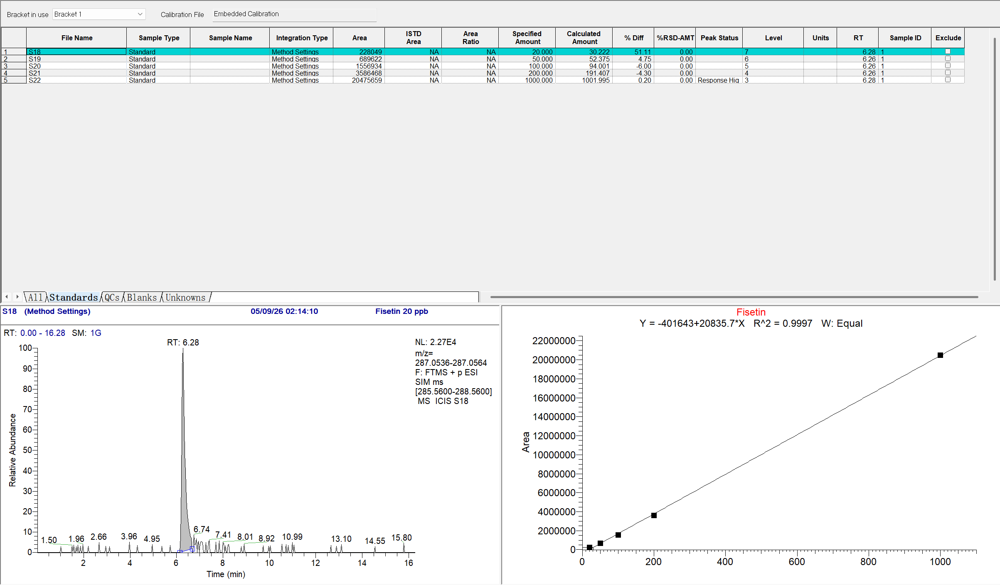 Bracket in use Bracket 1 Calibration File Embedded Calibration
File Name Sample Type Sample Name Integration Type Area ISTD Area Area Ratio Specified Amount Calculated Amount % Diff %RSD-AMT Peak Status Level Units RT Sample ID Exclude
1 S18 Standard Method Settings 228049 NA NA 20.000 30.222 51.11 0.00 7 6.28 1
2 S19 Standard Method Settings 689622 NA NA 50.000 52.375 4.75 0.00 6 6.26 1
3 S20 Standard Method Settings 1556934 NA NA 100.000 94.001 -6.00 0.00 5 6.26 1
4 S21 Standard Method Settings 3586468 NA NA 200.000 191.407 -4.30 0.00 4 6.26 1
5 S22 Standard Method Settings 20475659 NA NA 1000.000 1001.995 0.20 0.00 Response Hig 3 6.28 1
All Standards QCs Blanks Unknowns
S18 (Method Settings) 05/09/26 02:14:10 Fisetin 20 ppb
RT: 0.00 - 16.28 SM: 1G
RT: 6.28
NL: 2.27E4
m/z=
287.0536-287.0564
F: FTMS + p ESI
SIM ms
[285.5600-288.5600]
MS ICIS S18
100
90
80
70
60
50
40
30
20
10
0
Relative Abundance
1.50 1.96 2.66 3.96 4.95 6.74 7.41 8.01 8.92 10.99 13.10 14.55 15.80
2 4 6 8 10 12 14 16
Time (min)
Fisetin
Y = -401643+20835.7*X R^2 = 0.9997 W: Equal
22000000
20000000
18000000
16000000
14000000
12000000
10000000
8000000
6000000
4000000
2000000
0
Area
0 200 400 600 800 1000